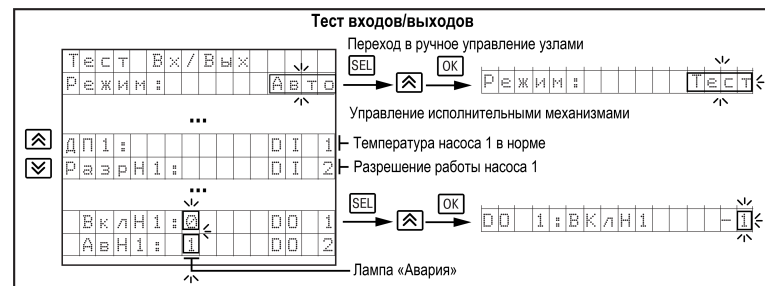 Тест входов/выходов
Переход в ручное управление узлами
Тест Вх/Вых
SEL
OK
Режим: Авто
Режим: Тест
Управление исполнительными механизмами
...
ДП1: DI 1
Температура насоса 1 в норме
РазрН1: DI 2
Разрешение работы насоса 1
...
SEL
OK
ВклН1:0 DO 1
DO 1:ВКлН1 -1
АвН1: 1 DO 2
Лампа «Авария»